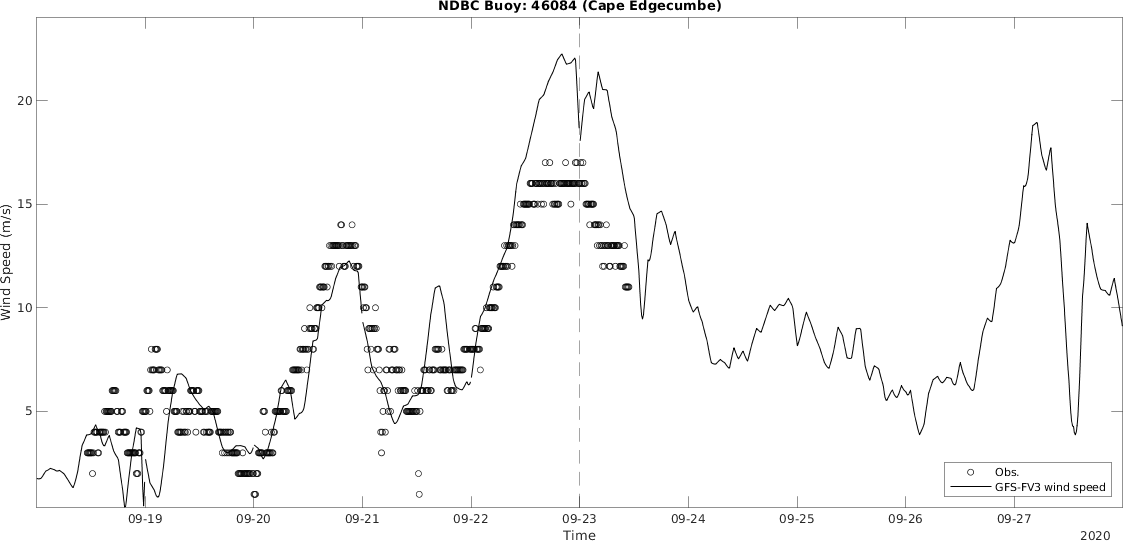 NDBC Buoy: 46084 (Cape Edgecumbe)
Wind Speed (m/s)
20
15
10
5
Obs.
GFS-FV3 wind speed
09-19
09-20
09-21
09-22
09-23
09-24
09-25
09-26
09-27
Time
2020